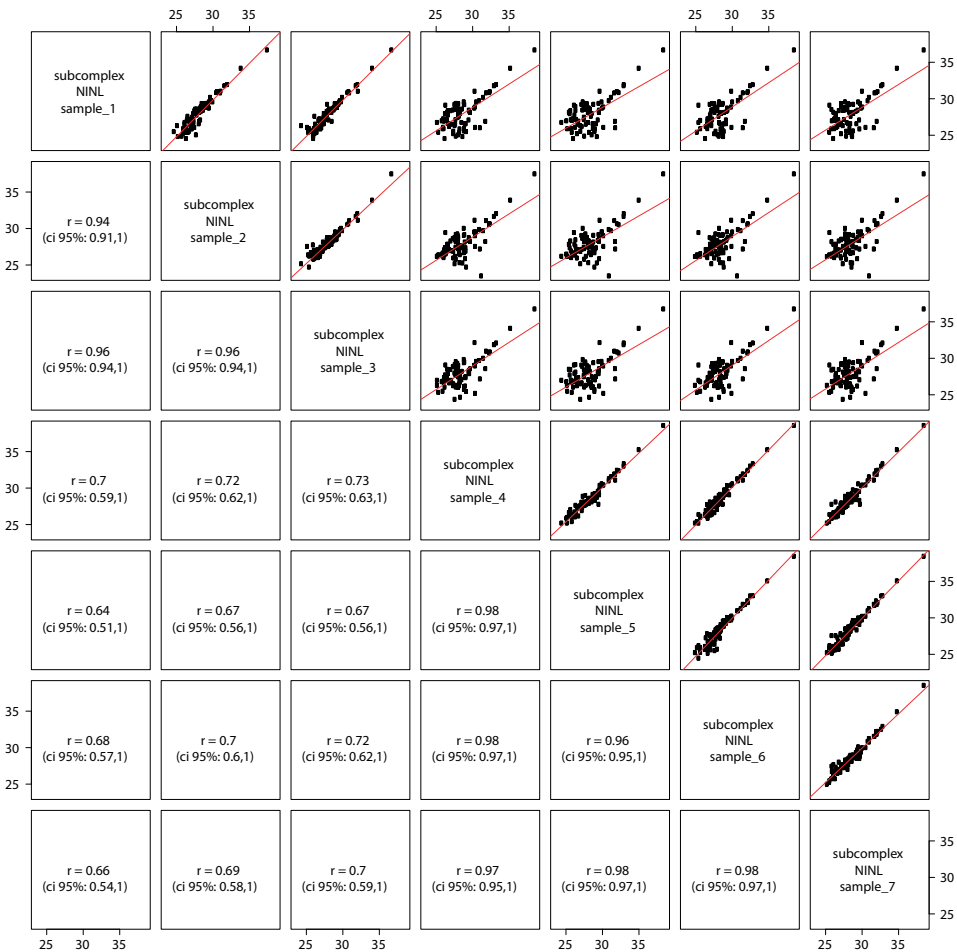 25 30 35
25 30 35
25 30 35
subcomplex
NINL
sample_1
25 30 35
25 30 35
r = 0.94
(ci 95%: 0.91,1)
subcomplex
NINL
sample_2
r = 0.96
(ci 95%: 0.94,1)
r = 0.96
(ci 95%: 0.94,1)
subcomplex
NINL
sample_3
25 30 35
25 30 35
r = 0.7
(ci 95%: 0.59,1)
r = 0.72
(ci 95%: 0.62,1)
r = 0.73
(ci 95%: 0.63,1)
subcomplex
NINL
sample_4
r = 0.64
(ci 95%: 0.51,1)
r = 0.67
(ci 95%: 0.56,1)
r = 0.67
(ci 95%: 0.56,1)
r = 0.98
(ci 95%: 0.97,1)
subcomplex
NINL
sample_5
25 30 35
25 30 35
r = 0.68
(ci 95%: 0.57,1)
r = 0.7
(ci 95%: 0.6,1)
r = 0.72
(ci 95%: 0.62,1)
r = 0.98
(ci 95%: 0.97,1)
r = 0.96
(ci 95%: 0.95,1)
subcomplex
NINL
sample_6
r = 0.66
(ci 95%: 0.54,1)
r = 0.69
(ci 95%: 0.58,1)
r = 0.7
(ci 95%: 0.59,1)
r = 0.97
(ci 95%: 0.95,1)
r = 0.98
(ci 95%: 0.97,1)
r = 0.98
(ci 95%: 0.97,1)
subcomplex
NINL
sample_7
25 30 35
25 30 35
25 30 35
25 30 35
25 30 35